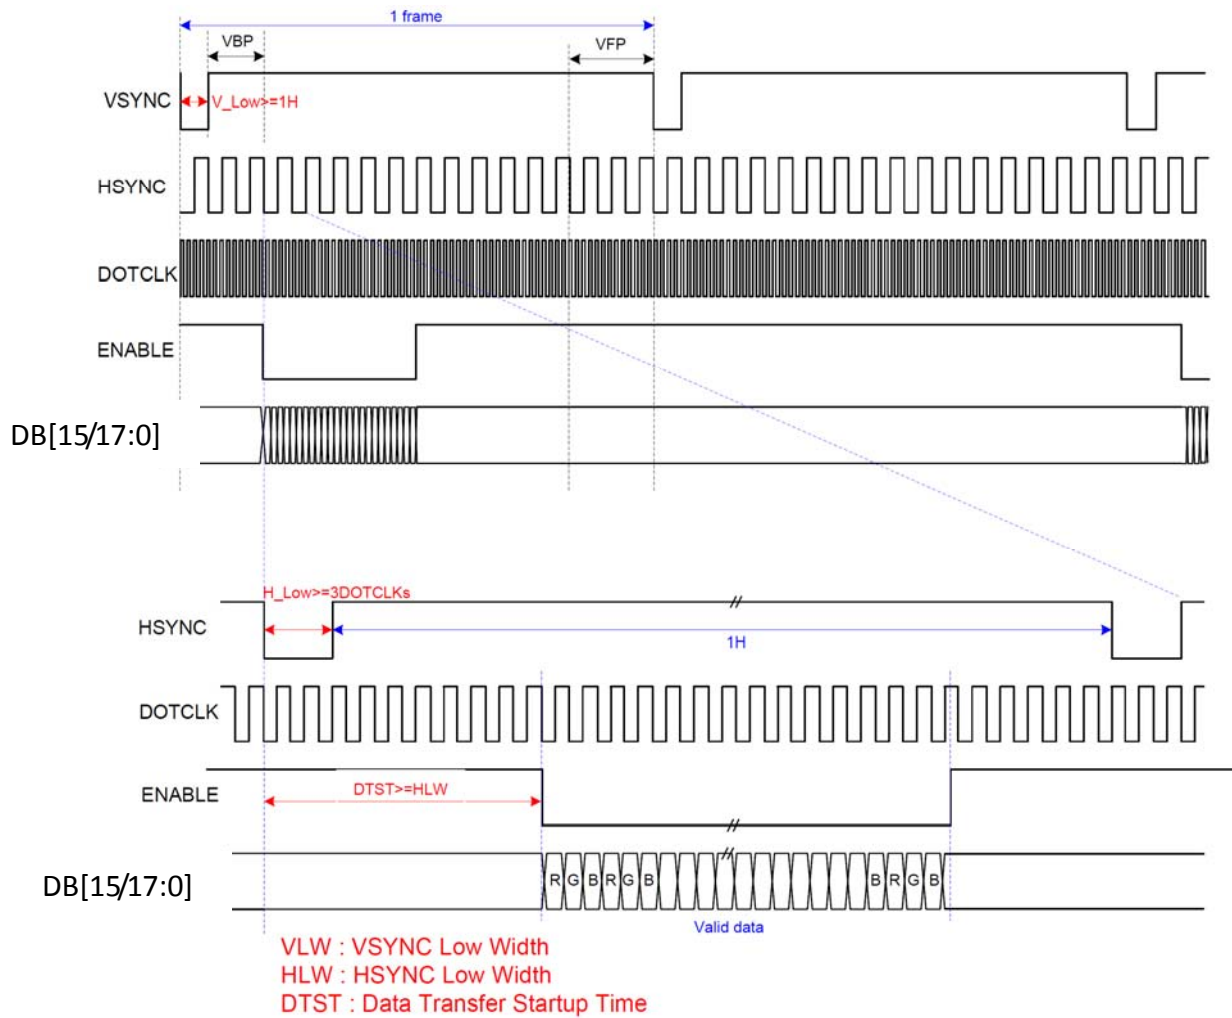 1 frame
VBP
VFP
VSYNC
V_Low>=1H
HSYNC
DOTCLK
ENABLE
DB[15/17:0]
H_Low>=3DOTCLKs
HSYNC
1H
DOTCLK
DTST>=HLW
ENABLE
R G B R G B B R G B
DB[15/17:0]
Valid data
VLW : VSYNC Low Width
HLW : HSYNC Low Width
DTST : Data Transfer Startup Time